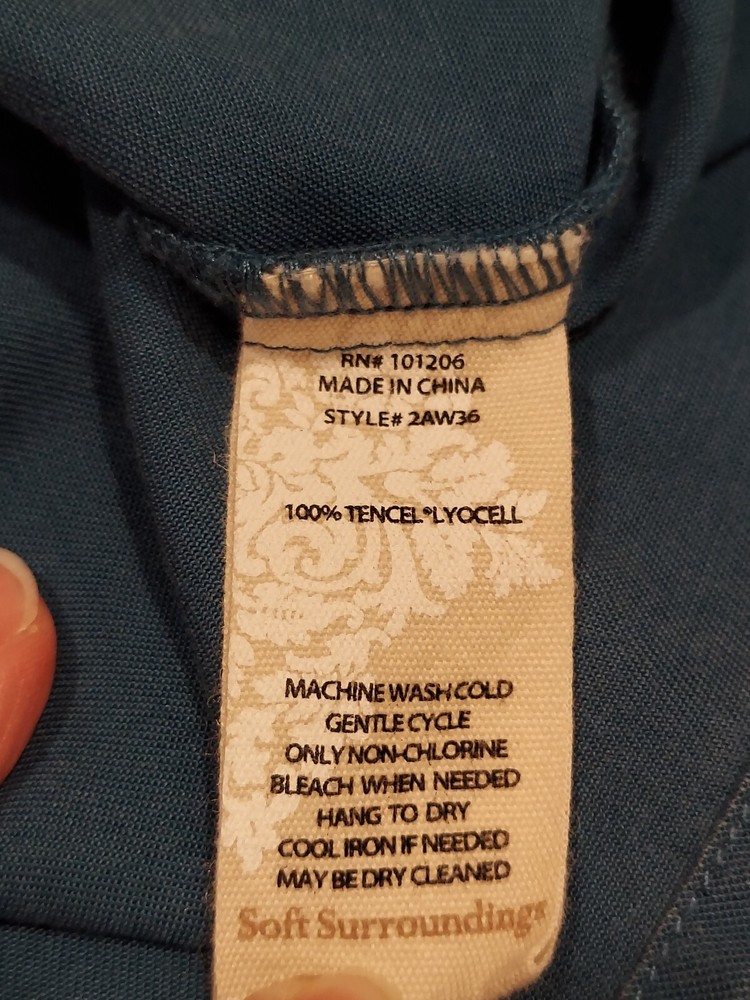 RN# 101206
MADE IN CHINA
STYLE# 2AW36
100% TENCEL® LYOCELL
MACHINE WASH COLD
GENTLE CYCLE
ONLY NON-CHLORINE
BLEACH WHEN NEEDED
HANG TO DRY
COOL IRON IF NEEDED
MAY BE DRY CLEANED
Soft Surroundings®